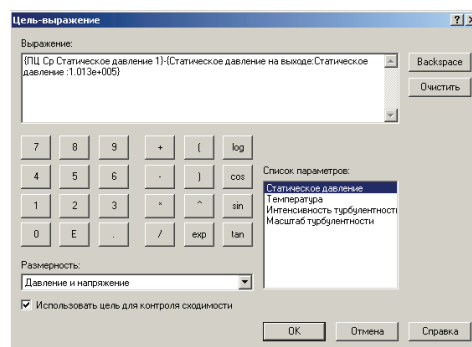 Цель-выражение
Выражение:
{ПЦ Ср Статическое давление 1}-{Статическое давление на выходе:Статическое
давление :1.013e+005}
Backspace
Очистить
7 8 9 + ( log
4 5 6 - ) cos
1 2 3 * ^ sin
0 E . / exp tan
Список параметров:
Статическое давление
Температура
Интенсивность турбулентности
Масштаб турбулентности
Размерность:
Давление и напряжение
Использовать цель для контроля сходимости
OK Отмена Справка